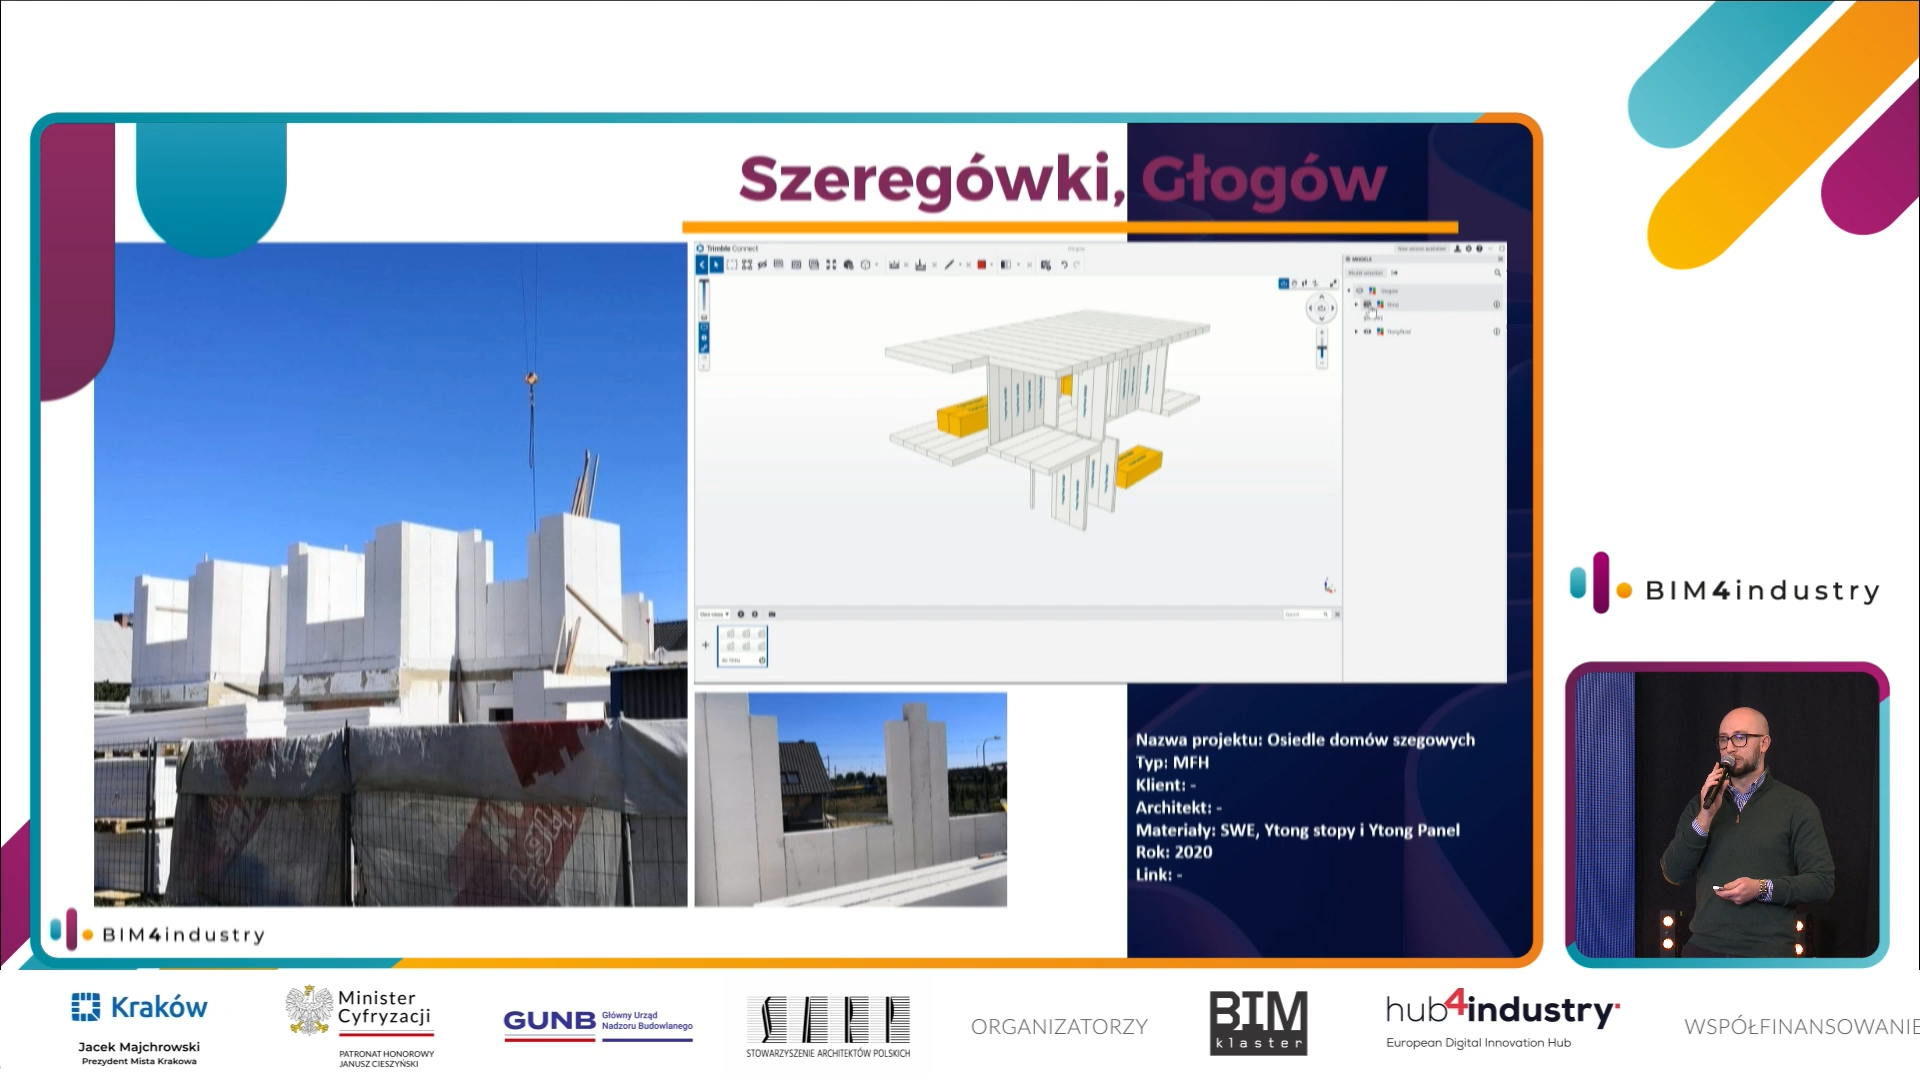 Szeregówki, Głogów
Trimble Connect
Nazwa projektu: Osiedle domów szegowych
Typ: MFH
Klient: -
Architekt: -
Materiały: SWE, Ytong stopy i Ytong Panel
Rok: 2020
Link: -
BIM4industry
BIM4industry
Kraków
Jacek Majchrowski
Prezydent Mista Krakowa
Minister
Cyfryzacji
PATRONAT HONOROWY
JANUSZ CIESZYŃSKI
GUNB
Główny Urząd
Nadzoru Budowlanego
SARP
STOWARZYSZENIE ARCHITEKTÓW POLSKICH
ORGANIZATORZY
BIM
klaster
hub4industry
European Digital Innovation Hub
WSPÓŁFINANSOWANIE